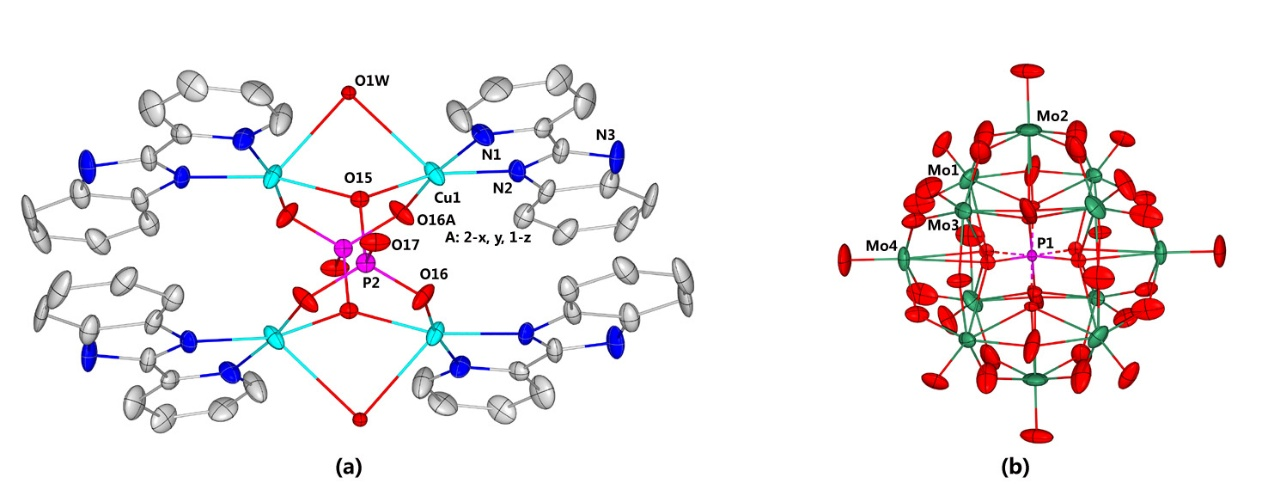 O1W
N1
N3
N2
O15
Cu1
O16A
A: 2-x, y, 1-z
O17
P2
O16
(a)
Mo2
Mo1
Mo3
Mo4
P1
(b)